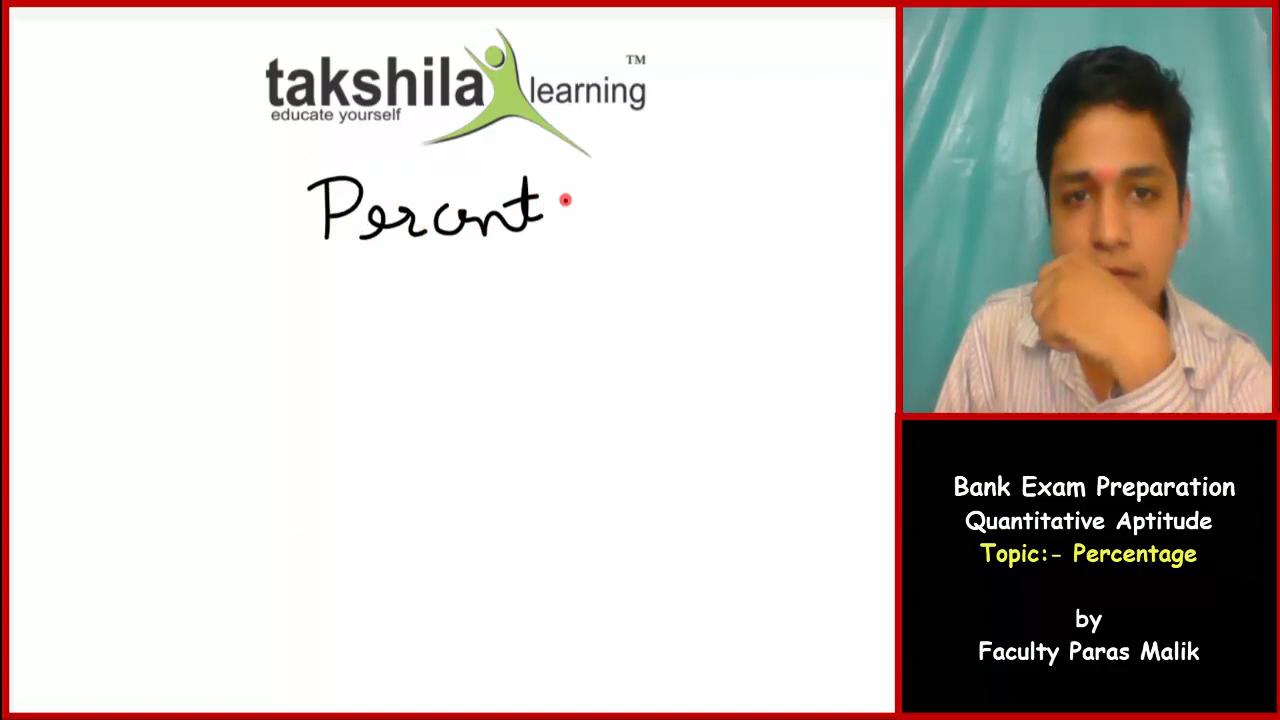 takshila learning TM
educate yourself
Percent
Bank Exam Preparation
Quantitative Aptitude
Topic:- Percentage
by
Faculty Paras Malik